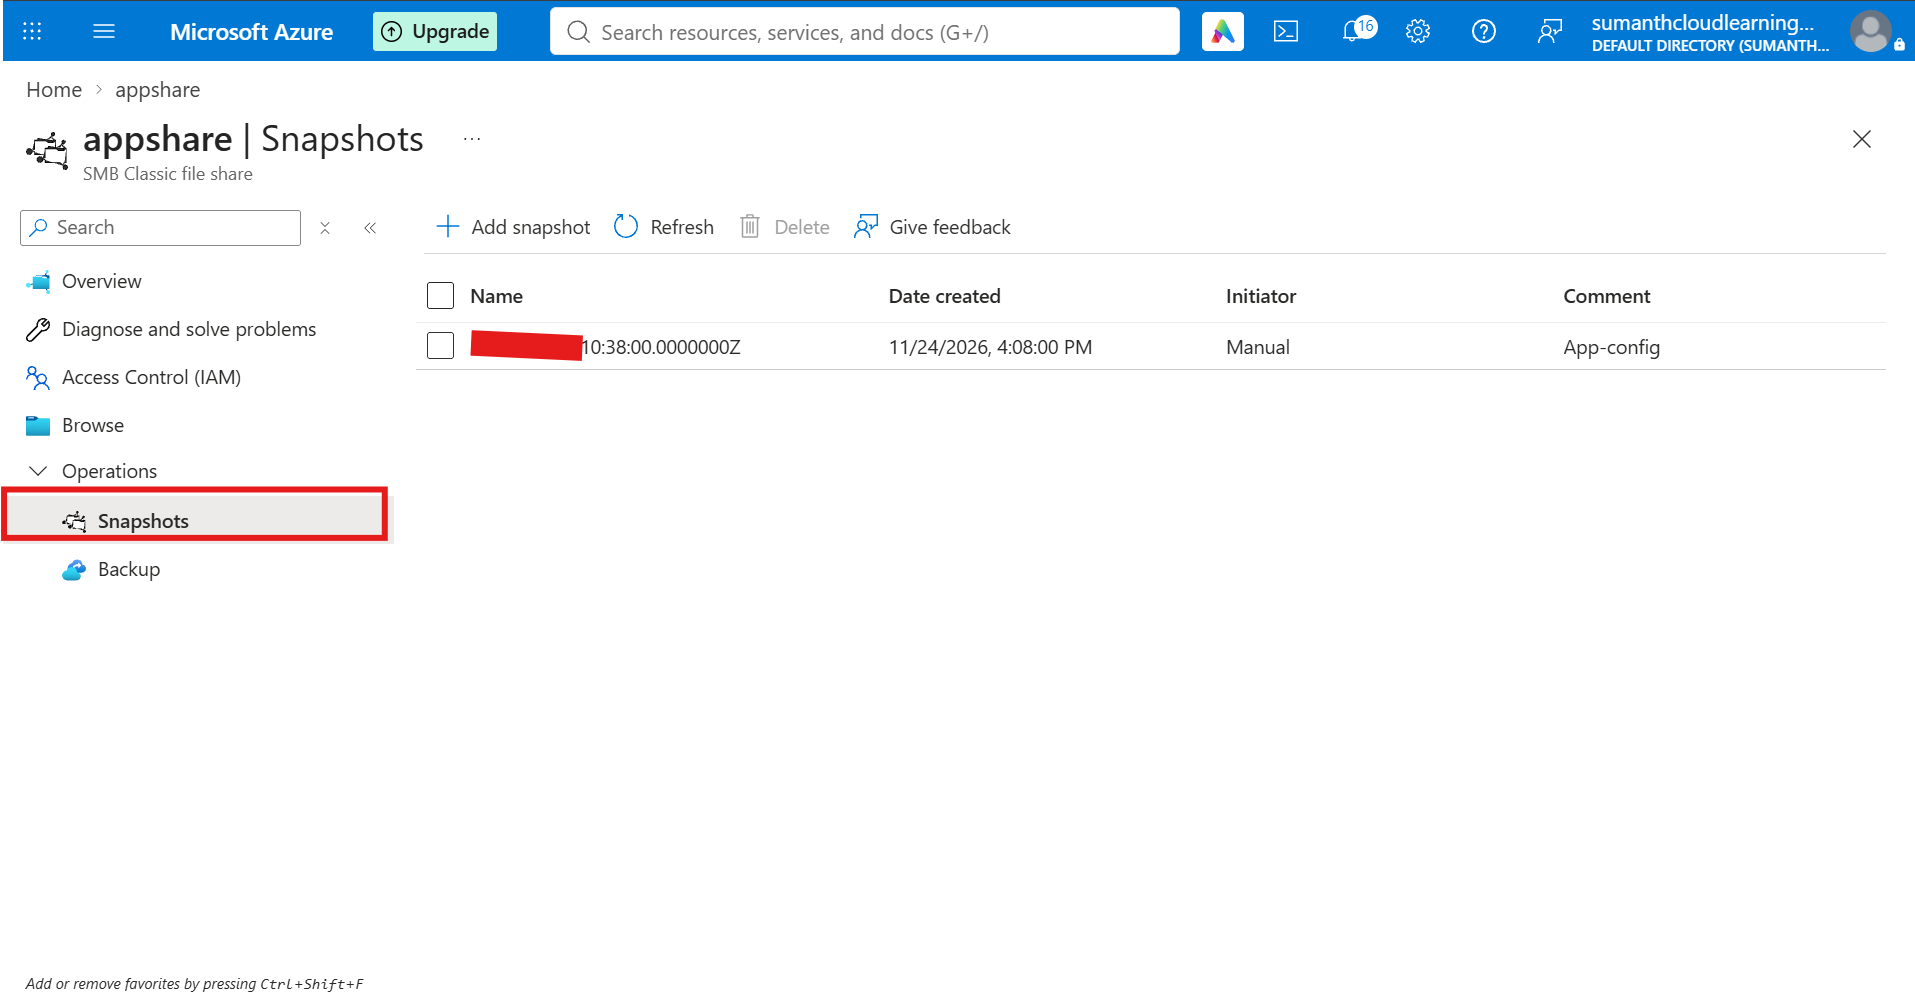 Microsoft Azure
Upgrade
Search resources, services, and docs (G+/)
16
sumanthcloudlearning...
DEFAULT DIRECTORY (SUMANTH...
Home > appshare
appshare | Snapshots ...
SMB Classic file share
Search
Add snapshot Refresh Delete Give feedback
Overview
Diagnose and solve problems
Access Control (IAM)
Browse
Operations
Snapshots
Backup
Name Date created Initiator Comment
10:38:00.0000000Z 11/24/2026, 4:08:00 PM Manual App-config
Add or remove favorites by pressing Ctrl+Shift+F